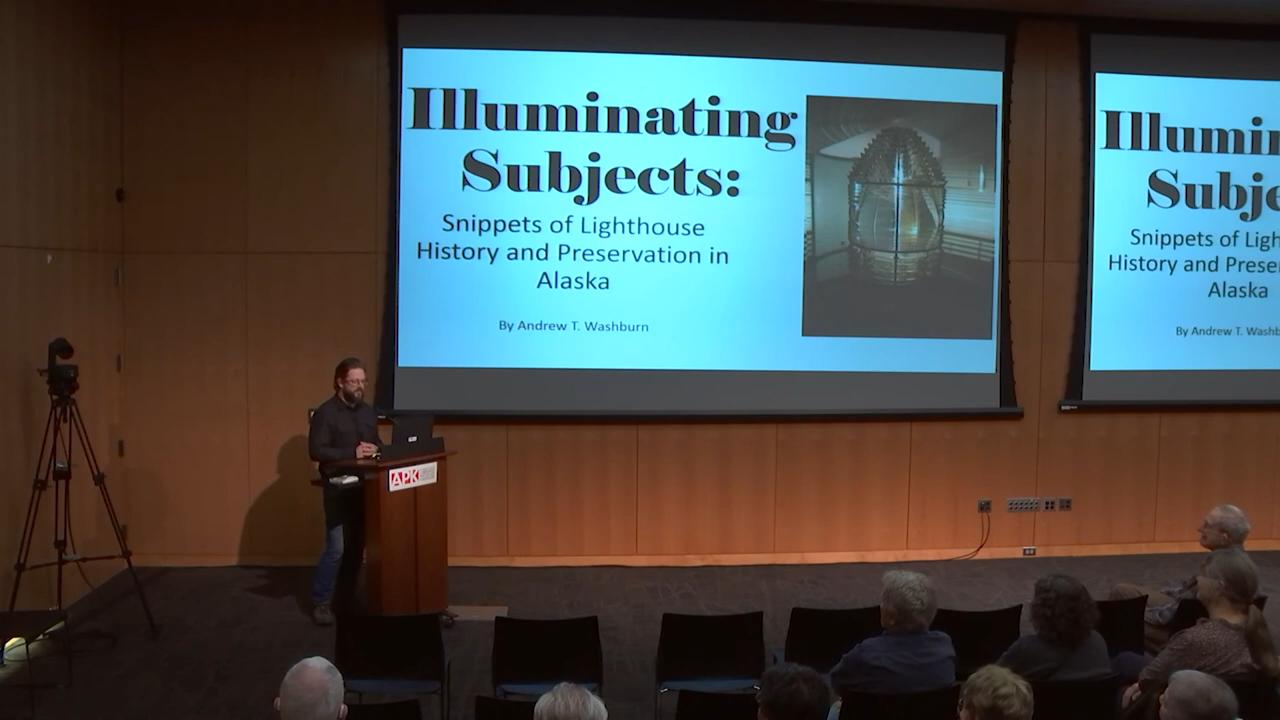 Illuminating
Subjects:
Snippets of Lighthouse
History and Preservation in
Alaska
By Andrew T. Washburn
APK
Illumin
Subje
Snippets of Ligh
History and Prese
Alaska
By Andrew T. Washb